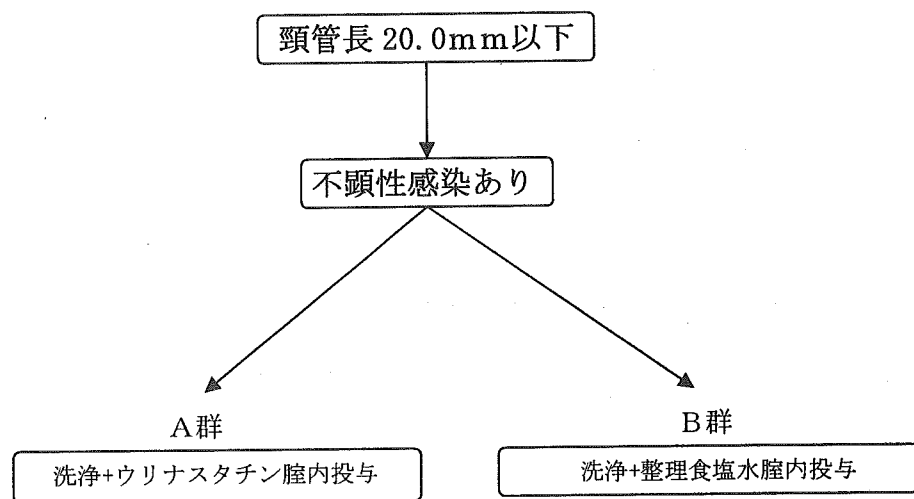 頸管長 20.0mm以下
不顕性感染あり
A群
B群
洗浄+ウリナスタチン腟内投与
洗浄+整理食塩水腟内投与